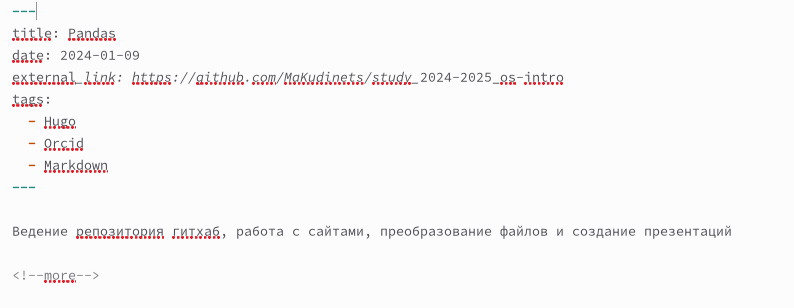 ---
title: Pandas
date: 2024-01-09
external_link: https://github.com/MaKudinets/study_2024-2025_os-intro
tags:
  - Hugo
  - Orcid
  - Markdown
---
Ведение репозитория гитхаб, работа с сайтами, преобразование файлов и создание презентаций
<!--more-->